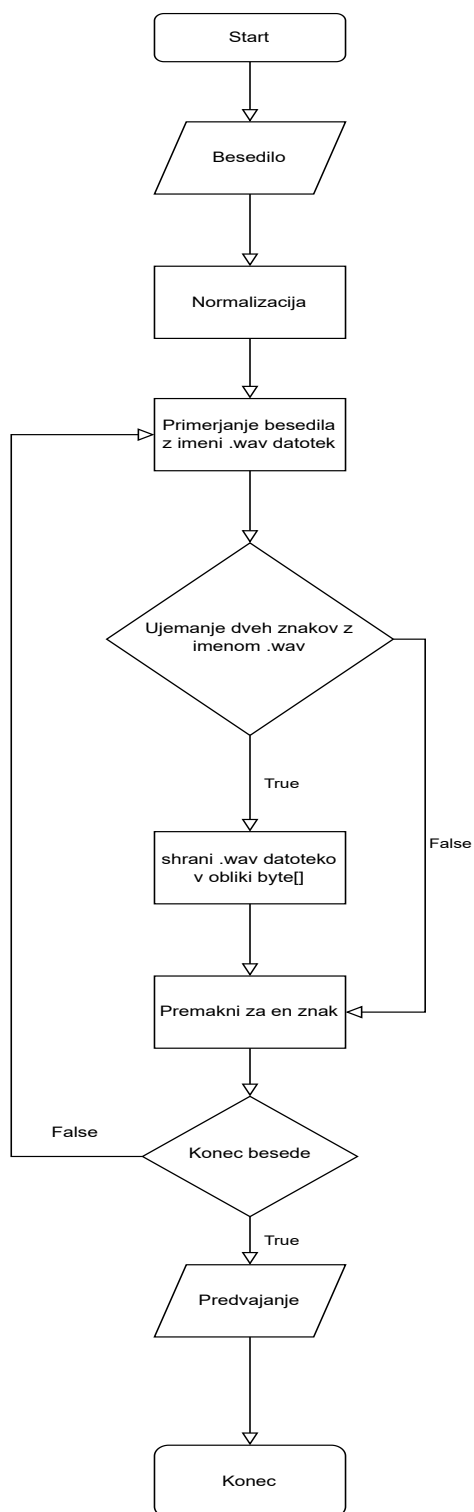 Start
Besedilo
Normalizacija
Primerjanje besedila
z imeni .wav datotek
Ujemanje dveh znakov z
imenom .wav
True
False
shrani .wav datoteko
v obliki byte[]
Premakni za en znak
False
Konec besede
True
Predvajanje
Konec